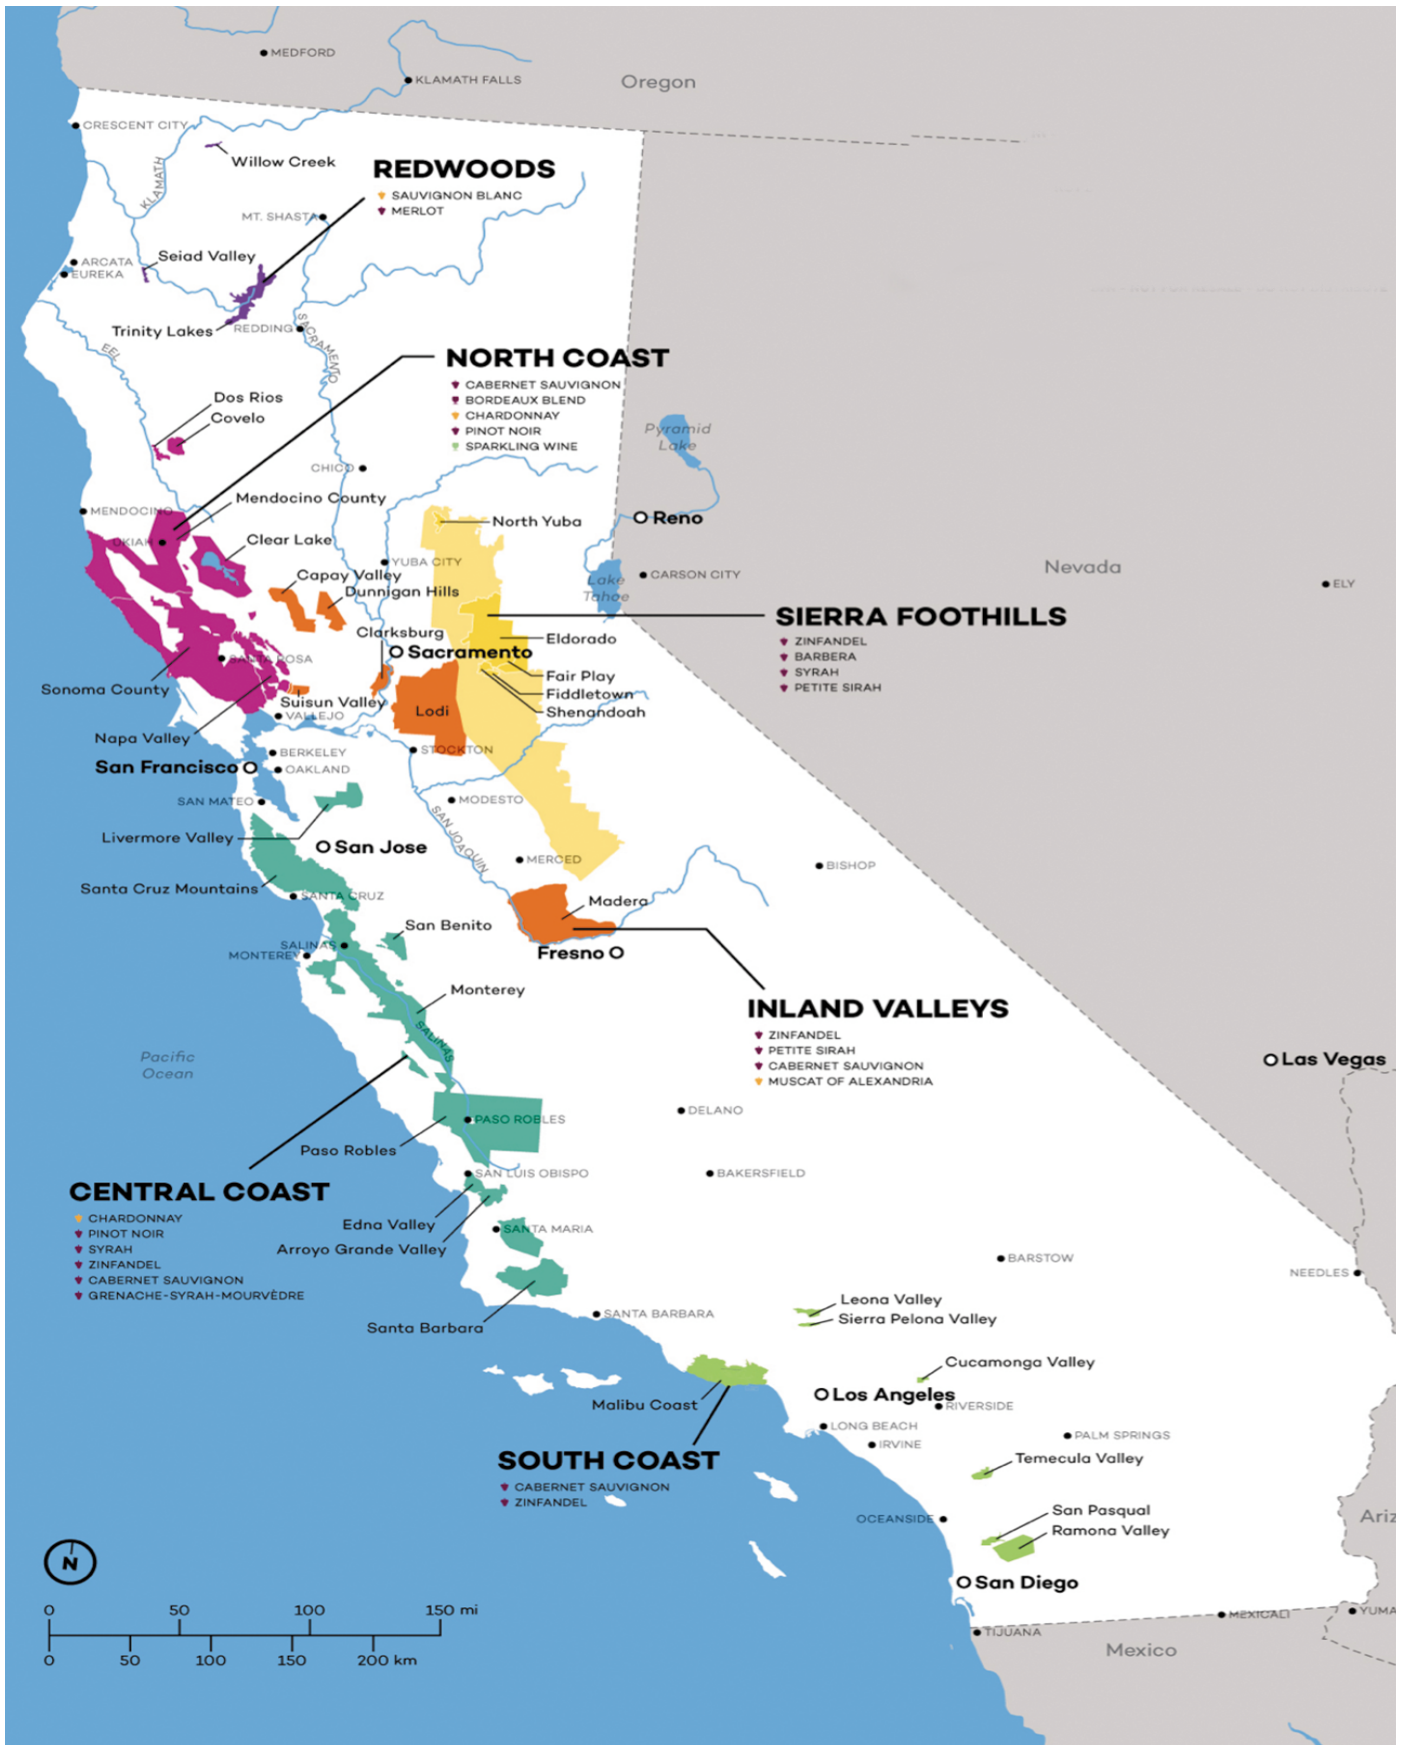 MEDFORD
KLAMATH FALLS
Oregon
CRESCENT CITY
Willow Creek
KLAMATH
REDWOODS
SAUVIGNON BLANC
MERLOT
MT. SHASTA
Seiad Valley
ARCATA
EUREKA
Trinity Lakes
REDDING
SACRAMENTO
EEL
NORTH COAST
CABERNET SAUVIGNON
BORDEAUX BLEND
CHARDONNAY
PINOT NOIR
SPARKLING WINE
Dos Rios
Covelo
Pyramid
Lake
CHICO
Mendocino County
MENDOCINO
North Yuba
Reno
UKIAH
Clear Lake
YUBA CITY
Capay Valley
Dunnigan Hills
Lake
Tahoe
CARSON CITY
Nevada
ELY
SIERRA FOOTHILLS
ZINFANDEL
BARBERA
SYRAH
PETITE SIRAH
Clarksburg
Sacramento
Eldorado
Fair Play
Fiddletown
Shenandoah
SANTA ROSA
Sonoma County
Suisun Valley
Lodi
VALLEJO
Napa Valley
BERKELEY
STOCKTON
San Francisco
OAKLAND
SAN MATEO
MODESTO
SAN JOAQUIN
Livermore Valley
San Jose
MERCED
BISHOP
Santa Cruz Mountains
SANTA CRUZ
Madera
San Benito
SALINAS
MONTEREY
Fresno
Monterey
INLAND VALLEYS
ZINFANDEL
PETITE SIRAH
CABERNET SAUVIGNON
MUSCAT OF ALEXANDRIA
SALINAS
Pacific
Ocean
Las Vegas
DELANO
PASO ROBLES
Paso Robles
SAN LUIS OBISPO
BAKERSFIELD
CENTRAL COAST
CHARDONNAY
PINOT NOIR
SYRAH
ZINFANDEL
CABERNET SAUVIGNON
GRENACHE-SYRAH-MOURVÈDRE
Edna Valley
SANTA MARIA
Arroyo Grande Valley
BARSTOW
NEEDLES
Leona Valley
Sierra Pelona Valley
SANTA BARBARA
Santa Barbara
Cucamonga Valley
Malibu Coast
Los Angeles
RIVERSIDE
LONG BEACH
IRVINE
PALM SPRINGS
SOUTH COAST
CABERNET SAUVIGNON
ZINFANDEL
Temecula Valley
San Pasqual
Ramona Valley
OCEANSIDE
Ariz
San Diego
N
0 50 100 150 mi
0 50 100 150 200 km
MEXICALI
YUMA
TIJUANA
Mexico